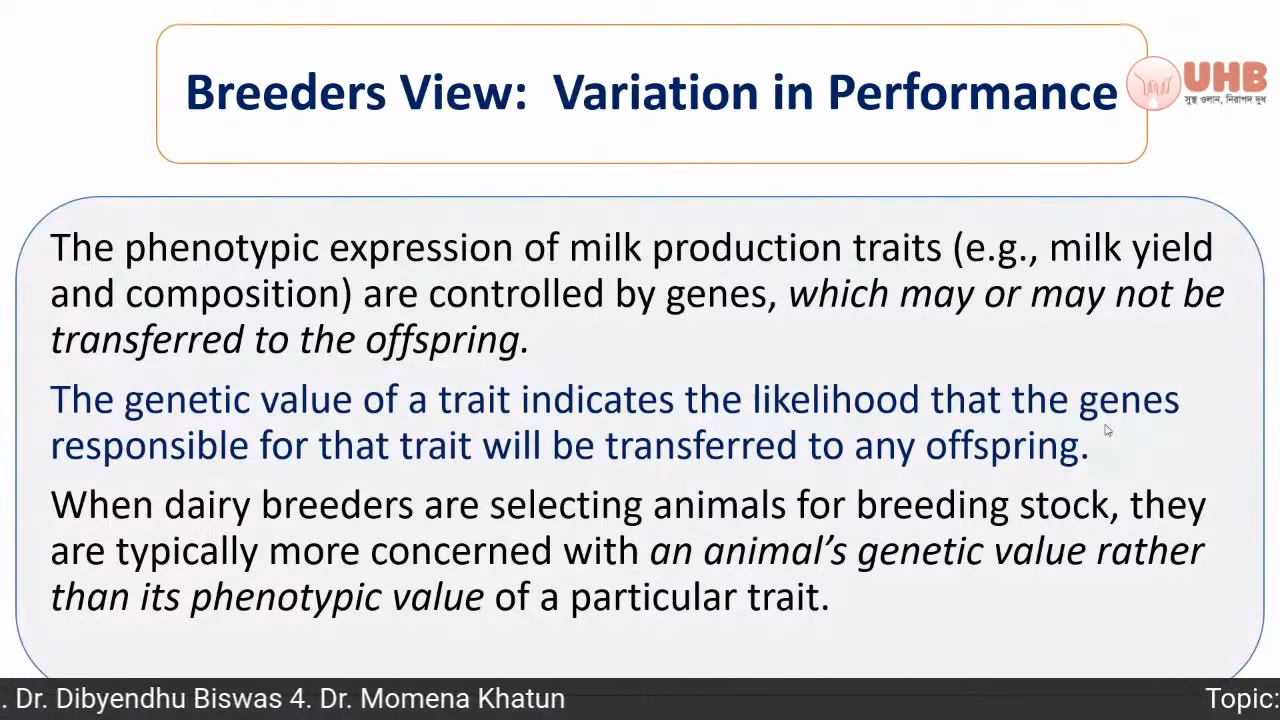 Breeders View: Variation in Performance
UHB
সুস্থ ওলান, নিরাপদ দুধ
The phenotypic expression of milk production traits (e.g., milk yield
and composition) are controlled by genes, which may or may not be
transferred to the offspring.
The genetic value of a trait indicates the likelihood that the genes
responsible for that trait will be transferred to any offspring.
When dairy breeders are selecting animals for breeding stock, they
are typically more concerned with an animal’s genetic value rather
than its phenotypic value of a particular trait.
. Dr. Dibyendhu Biswas 4. Dr. Momena Khatun
Topic: